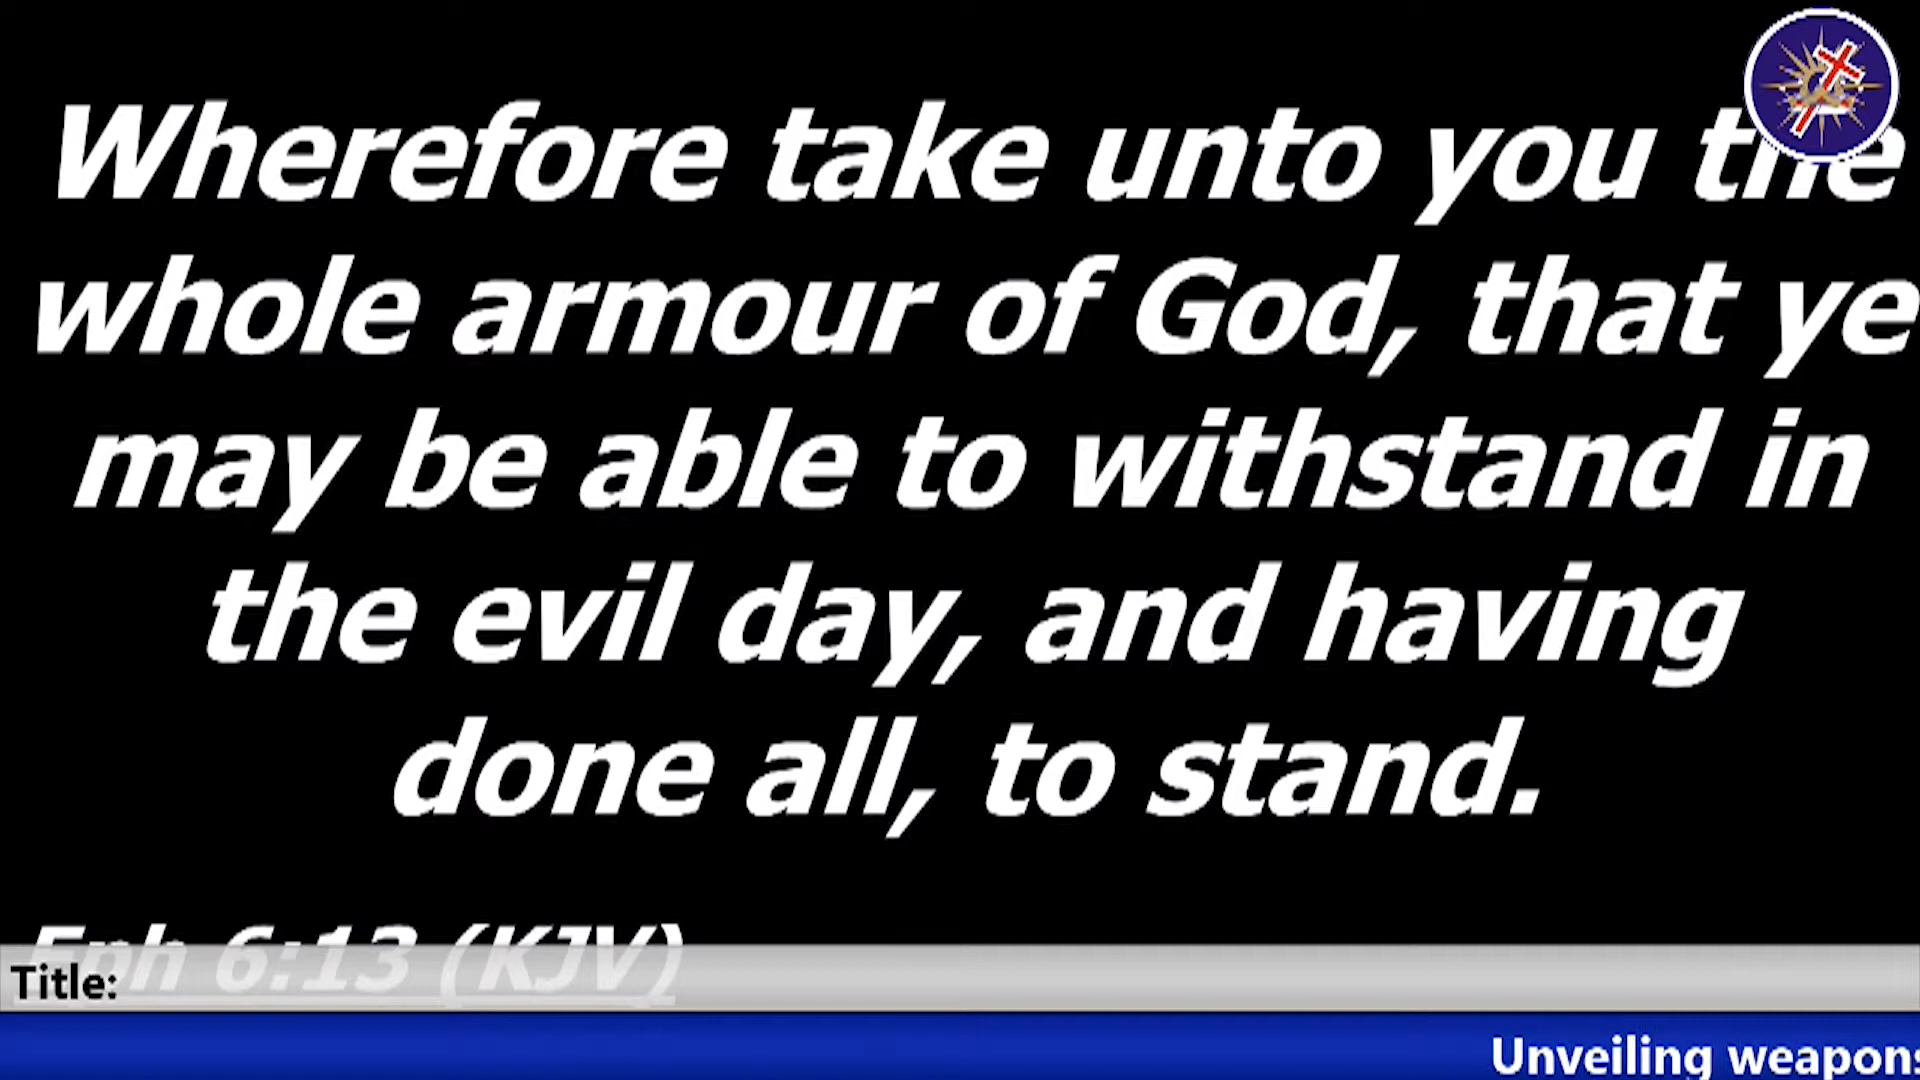 Wherefore take unto you the
whole armour of God, that ye
may be able to withstand in
the evil day, and having
done all, to stand.
Eph 6:13 (KJV)
Title:
Unveiling weapons